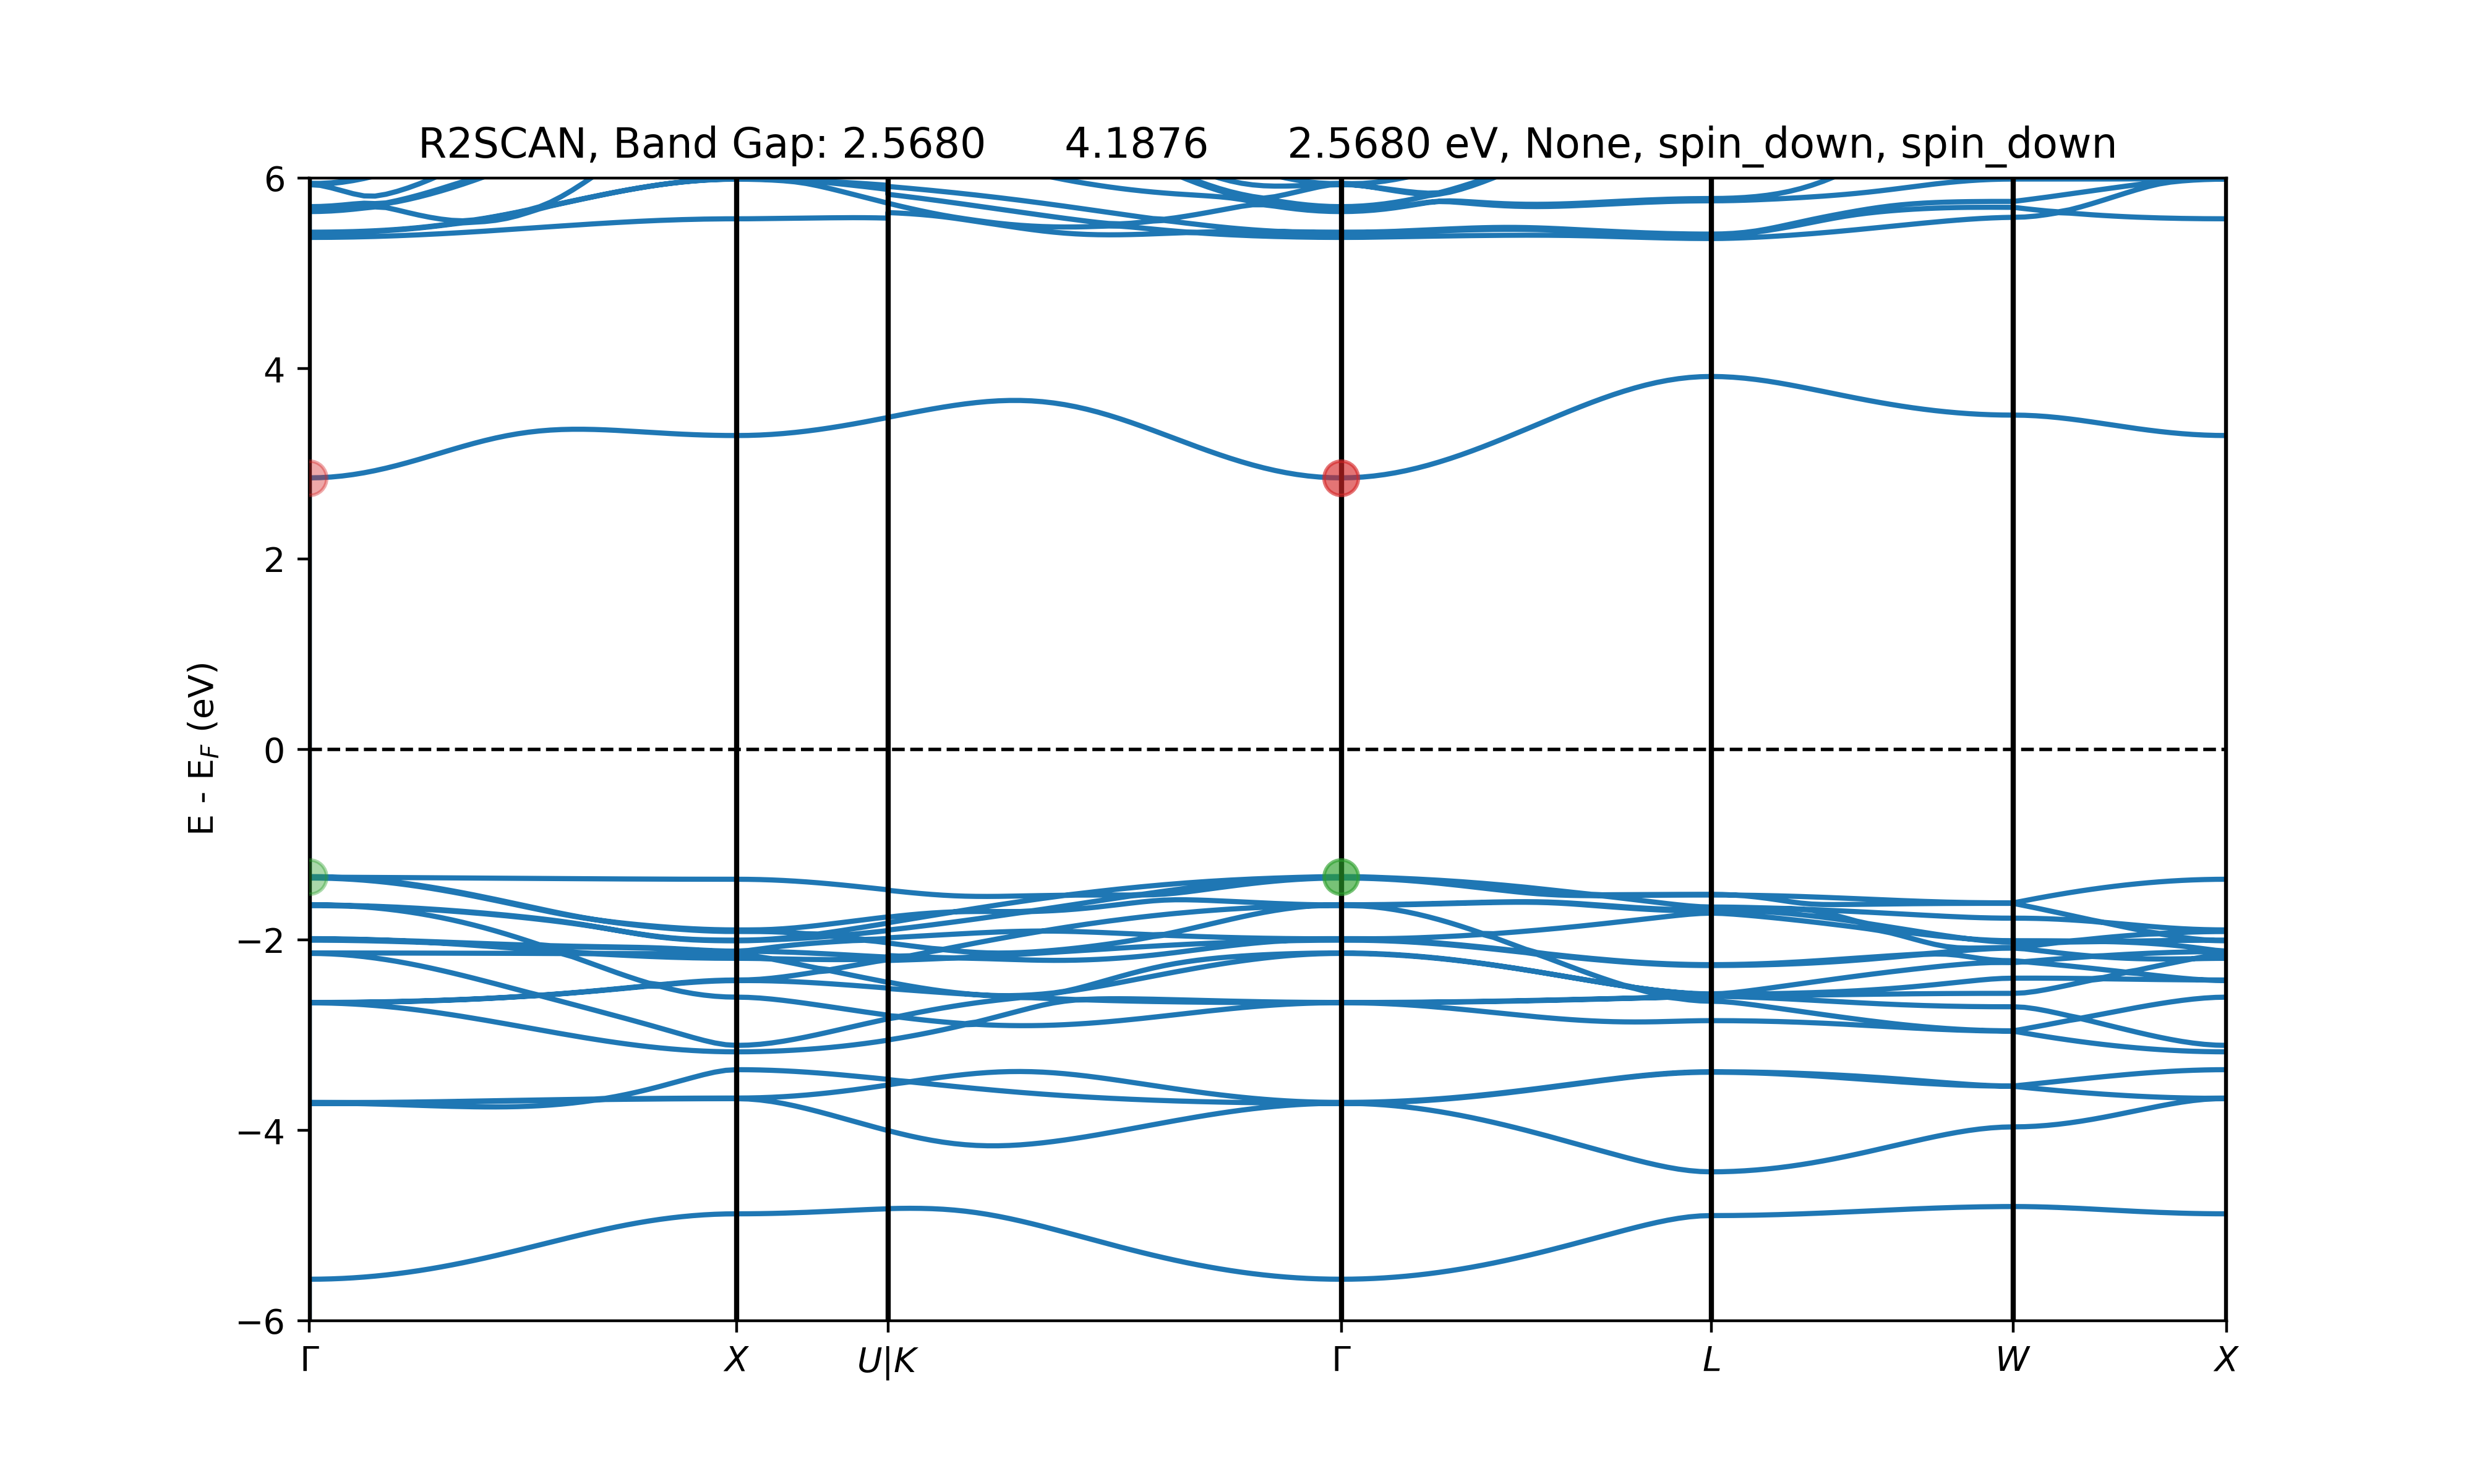 R2SCAN, Band Gap: 2.5680 4.1876 2.5680 eV, None, spin_down, spin_down
6
4
2
0
−2
−4
−6
E - E_F (eV)
Γ X U|K Γ L W X